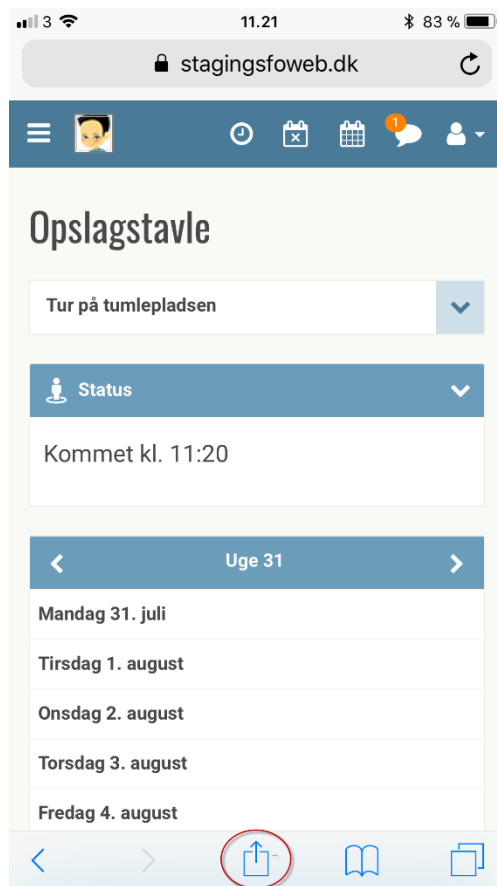 3 11.21 83 %
stagingsfoweb.dk
1
Opslagstavle
Tur på tumlepladsen
Status
Kommet kl. 11:20
Uge 31
Mandag 31. juli
Tirsdag 1. august
Onsdag 2. august
Torsdag 3. august
Fredag 4. august